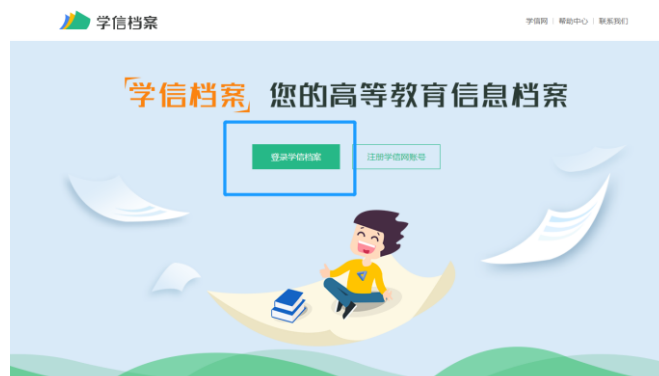 学信档案
学信网 | 帮助中心 | 联系我们
「学信档案」 您的高等教育信息档案
登录学信档案 注册学信网账号